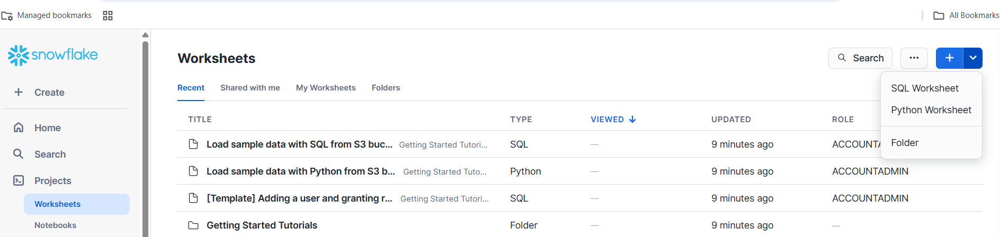 Managed bookmarks
All Bookmarks
snowflake
Create
Home
Search
Projects
Worksheets
Notebooks
Worksheets
Search
SQL Worksheet
Python Worksheet
Folder
Recent Shared with me My Worksheets Folders
TITLE TYPE VIEWED UPDATED ROLE
Load sample data with SQL from S3 buc... Getting Started Tutori... SQL — 9 minutes ago ACCOUNTA
Load sample data with Python from S3 b... Getting Started Tuto... Python — 9 minutes ago ACCOUNTADMIN
[Template] Adding a user and granting r... Getting Started Tutori... SQL — 9 minutes ago ACCOUNTADMIN
Getting Started Tutorials Folder — 9 minutes ago —